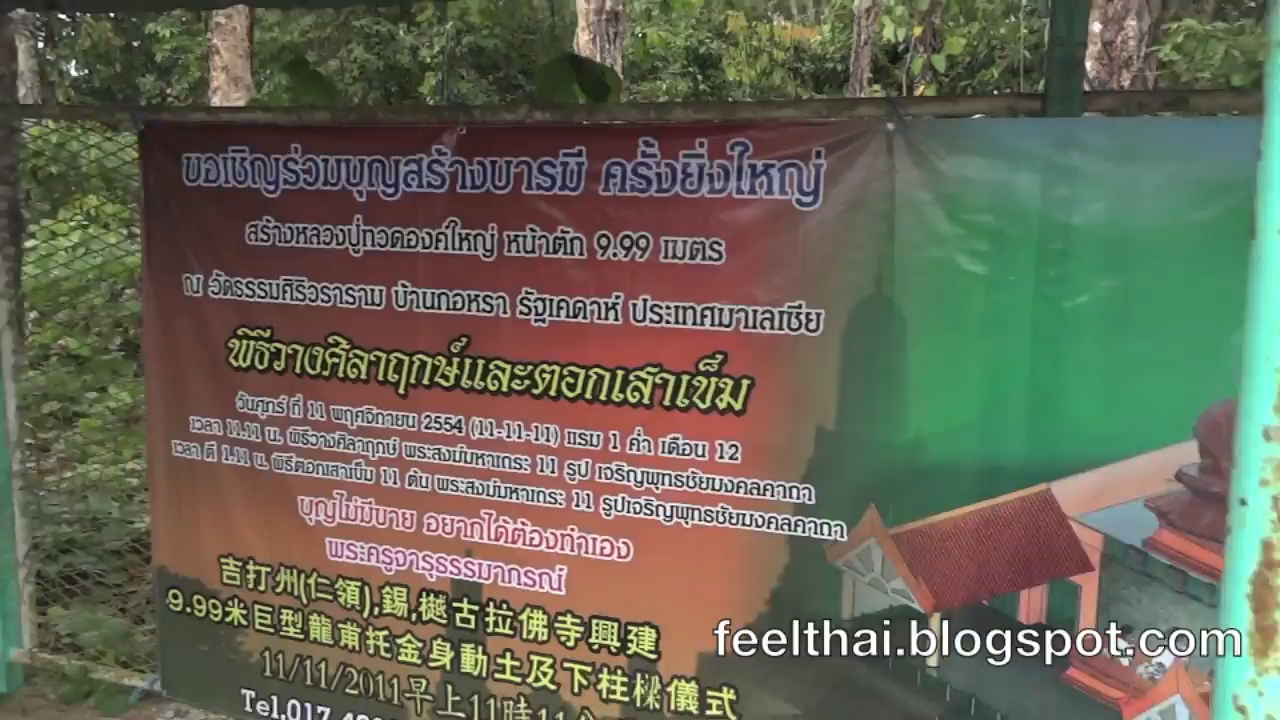 ขอเชิญร่วมบุญสร้างบารมี ครั้งยิ่งใหญ่
สร้างหลวงปู่ทวดองค์ใหญ่ หน้าตัก 9.99 เมตร
ณ วัดธรรมศิริวราราม บ้านกอหรา รัฐเคดาห์ ประเทศมาเลเซีย
พิธีวางศิลาฤกษ์และตอกเสาเข็ม
วันศุกร์ ที่ 11 พฤศจิกายน 2554 (11-11-11) แรม 1 ค่ำ เดือน 12
เวลา 11.11 น. พิธีวางศิลาฤกษ์ พระสงฆ์มหาเถระ 11 รูป เจริญพุทธชัยมงคลคาถา
เวลา ตี 1.11 น. พิธีตอกเสาเข็ม 11 ต้น พระสงฆ์มหาเถระ 11 รูปเจริญพุทธชัยมงคลคาถา
บุญไม่มีขาย อยากได้ต้องทำเอง
พระครูจารุธรรมาภรณ์
吉打州(仁嶺),錫,樾古拉佛寺興建
9.99米巨型龍甫托金身動土及下柱樑儀式
11/11/2011早上11時11
Tel.017
feelthai.blogspot.com